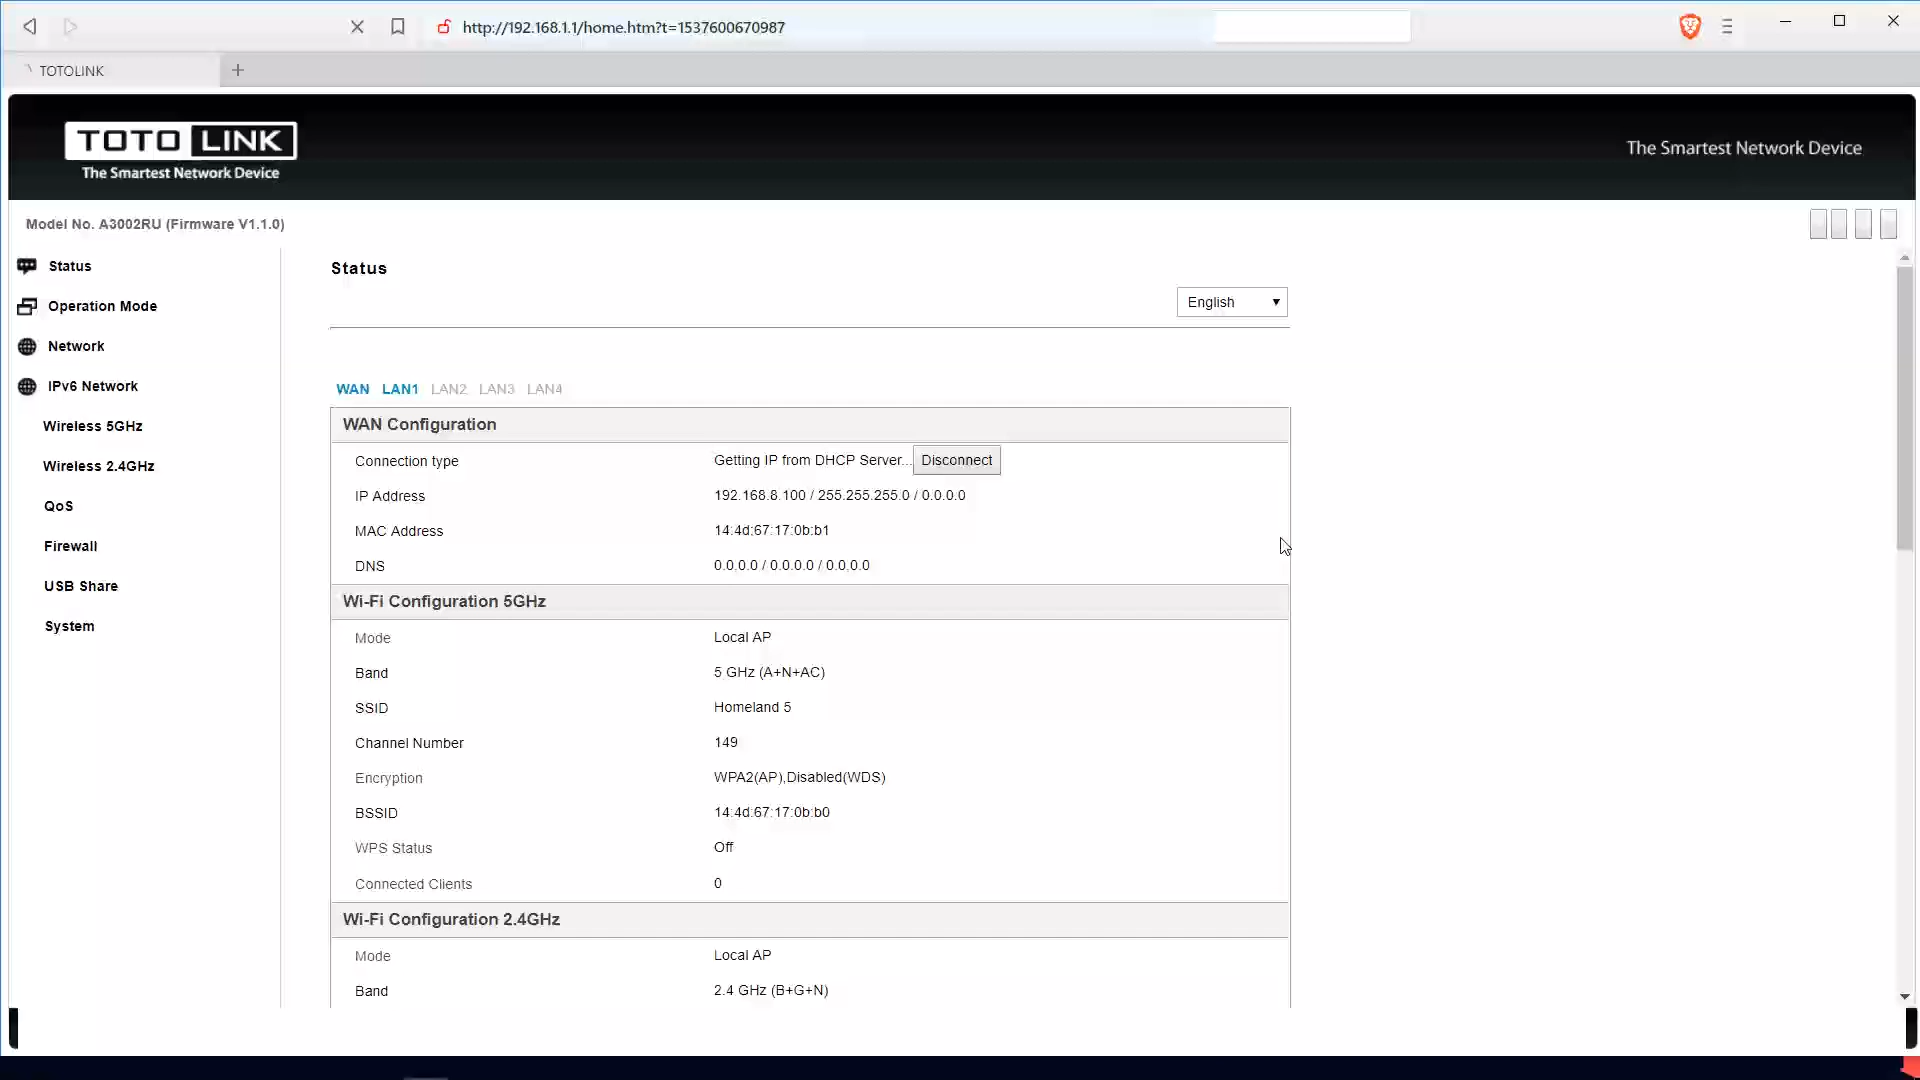 http://192.168.1.1/home.htm?t=1537600670987
TOTOLINK
TOTO LINK
The Smartest Network Device
The Smartest Network Device
Model No. A3002RU (Firmware V1.1.0)
Status
Operation Mode
Network
IPv6 Network
Wireless 5GHz
Wireless 2.4GHz
QoS
Firewall
USB Share
System
Status
English
WAN LAN1 LAN2 LAN3 LAN4
WAN Configuration
Connection type Getting IP from DHCP Server... Disconnect
IP Address 192.168.8.100 / 255.255.255.0 / 0.0.0.0
MAC Address 14:4d:67:17:0b:b1
DNS 0.0.0.0 / 0.0.0.0 / 0.0.0.0
Wi-Fi Configuration 5GHz
Mode Local AP
Band 5 GHz (A+N+AC)
SSID Homeland 5
Channel Number 149
Encryption WPA2(AP),Disabled(WDS)
BSSID 14:4d:67:17:0b:b0
WPS Status Off
Connected Clients 0
Wi-Fi Configuration 2.4GHz
Mode Local AP
Band 2.4 GHz (B+G+N)